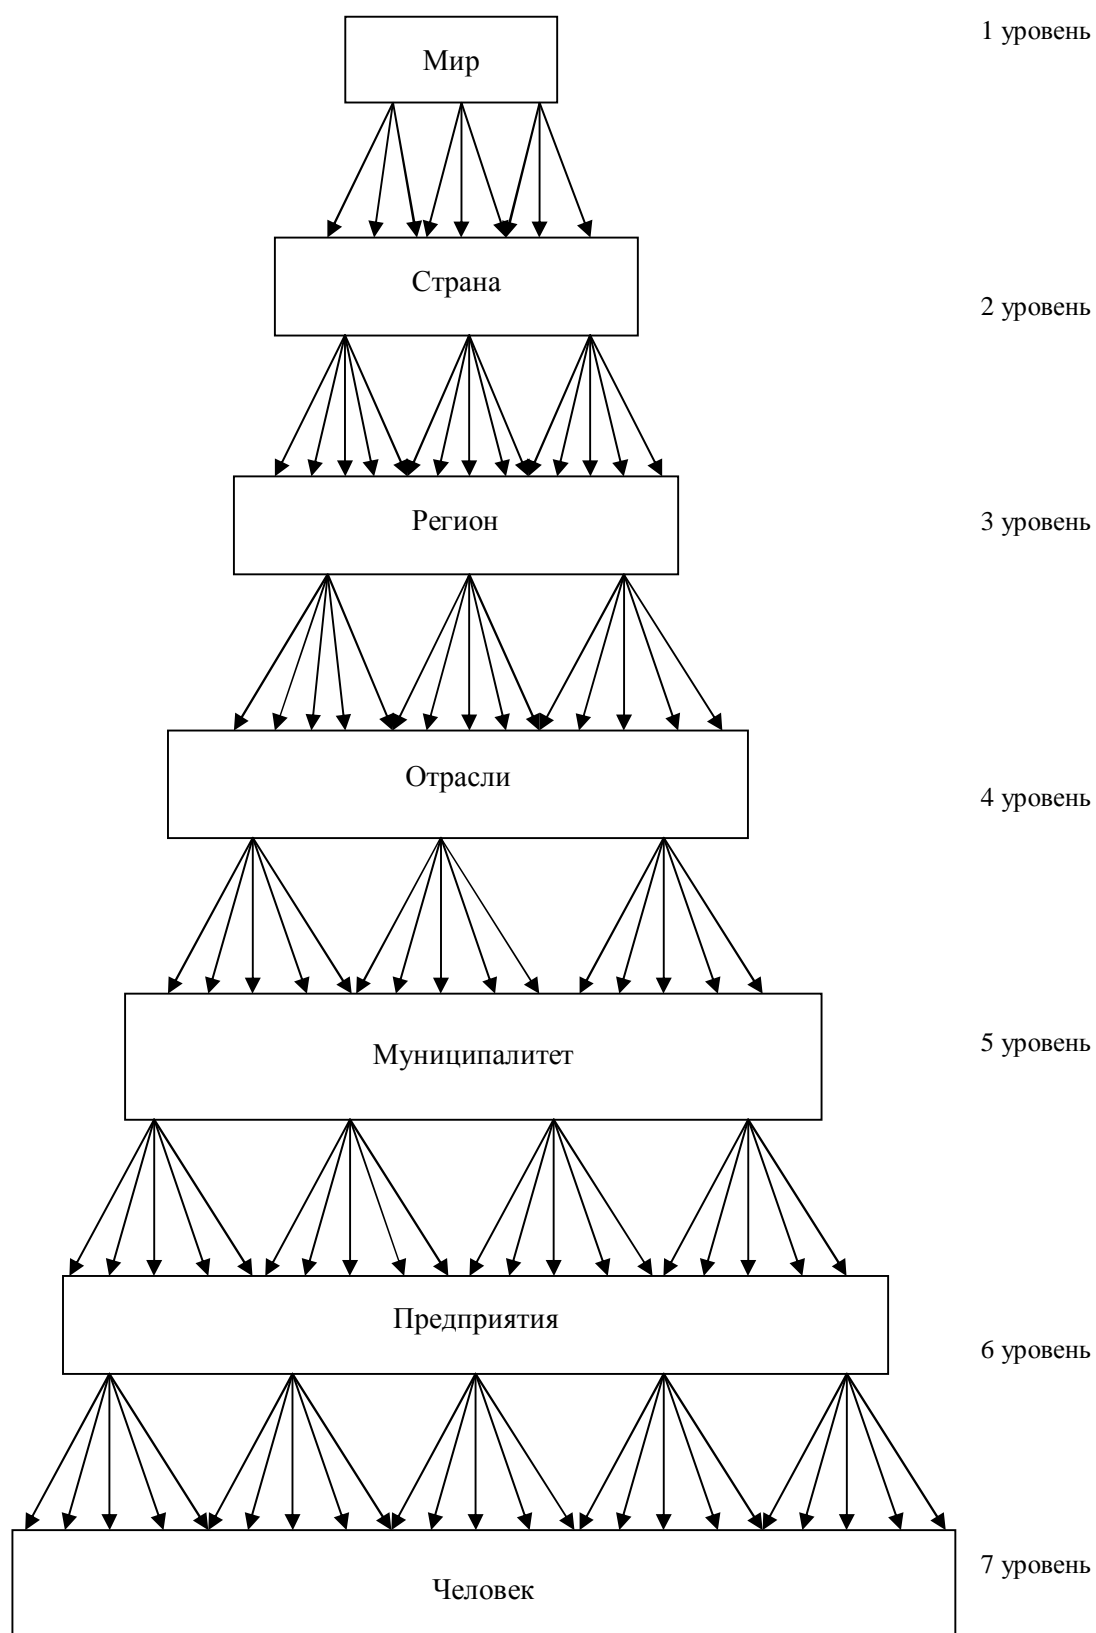 1 уровень
Мир
Страна
2 уровень
Регион
3 уровень
Отрасли
4 уровень
Муниципалитет
5 уровень
Предприятия
6 уровень
Человек
7 уровень